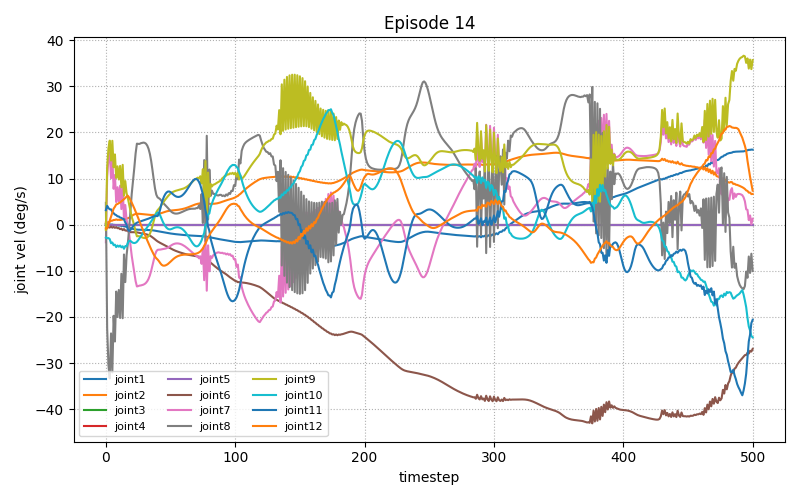 Episode 14
joint vel (deg/s)
40
30
20
10
0
−10
−20
−30
−40
joint1 joint5 joint9
joint2 joint6 joint10
joint3 joint7 joint11
joint4 joint8 joint12
0 100 200 300 400 500
timestep